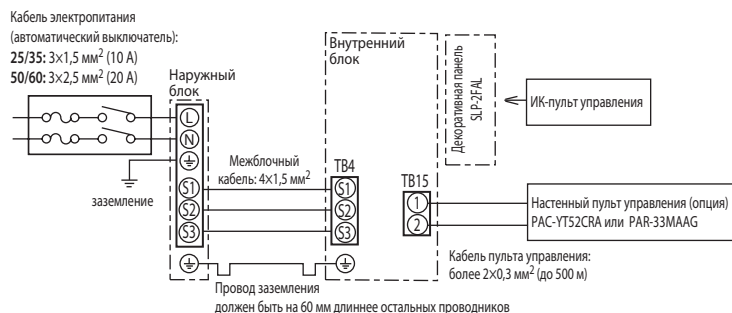 Кабель электропитания
(автоматический выключатель):
25/35: 3×1,5 мм² (10 А)
50/60: 3×2,5 мм² (20 А)
Наружный
блок
L
N
S1
S2
S3
заземление
Межблочный
кабель: 4×1,5 мм²
Внутренний
блок
TB4
S1
S2
S3
TB15
1
2
Декоративная панель
SLP-2FAL
ИК-пульт управления
Настенный пульт управления (опция)
PAC-YT52CRA или PAR-33MAAG
Кабель пульта управления:
более 2×0,3 мм² (до 500 м)
Провод заземления
должен быть на 60 мм длиннее остальных проводников